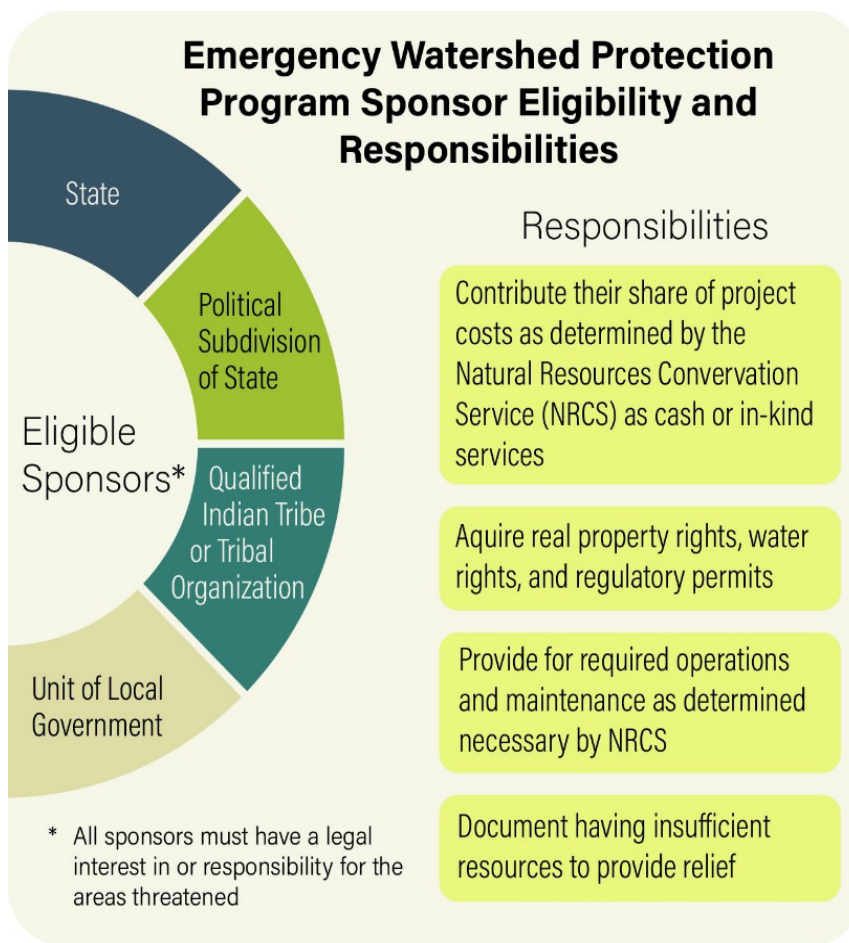 Emergency Watershed Protection
Program Sponsor Eligibility and
Responsibilities
State
Political
Subdivision
of State
Eligible
Sponsors*
Qualified
Indian Tribe
or Tribal
Organization
Unit of Local
Government
* All sponsors must have a legal
interest in or responsibility for the
areas threatened
Responsibilities
Contribute their share of project
costs as determined by the
Natural Resources Convervation
Service (NRCS) as cash or in-kind
services
Aquire real property rights, water
rights, and regulatory permits
Provide for required operations
and maintenance as determined
necessary by NRCS
Document having insufficient
resources to provide relief